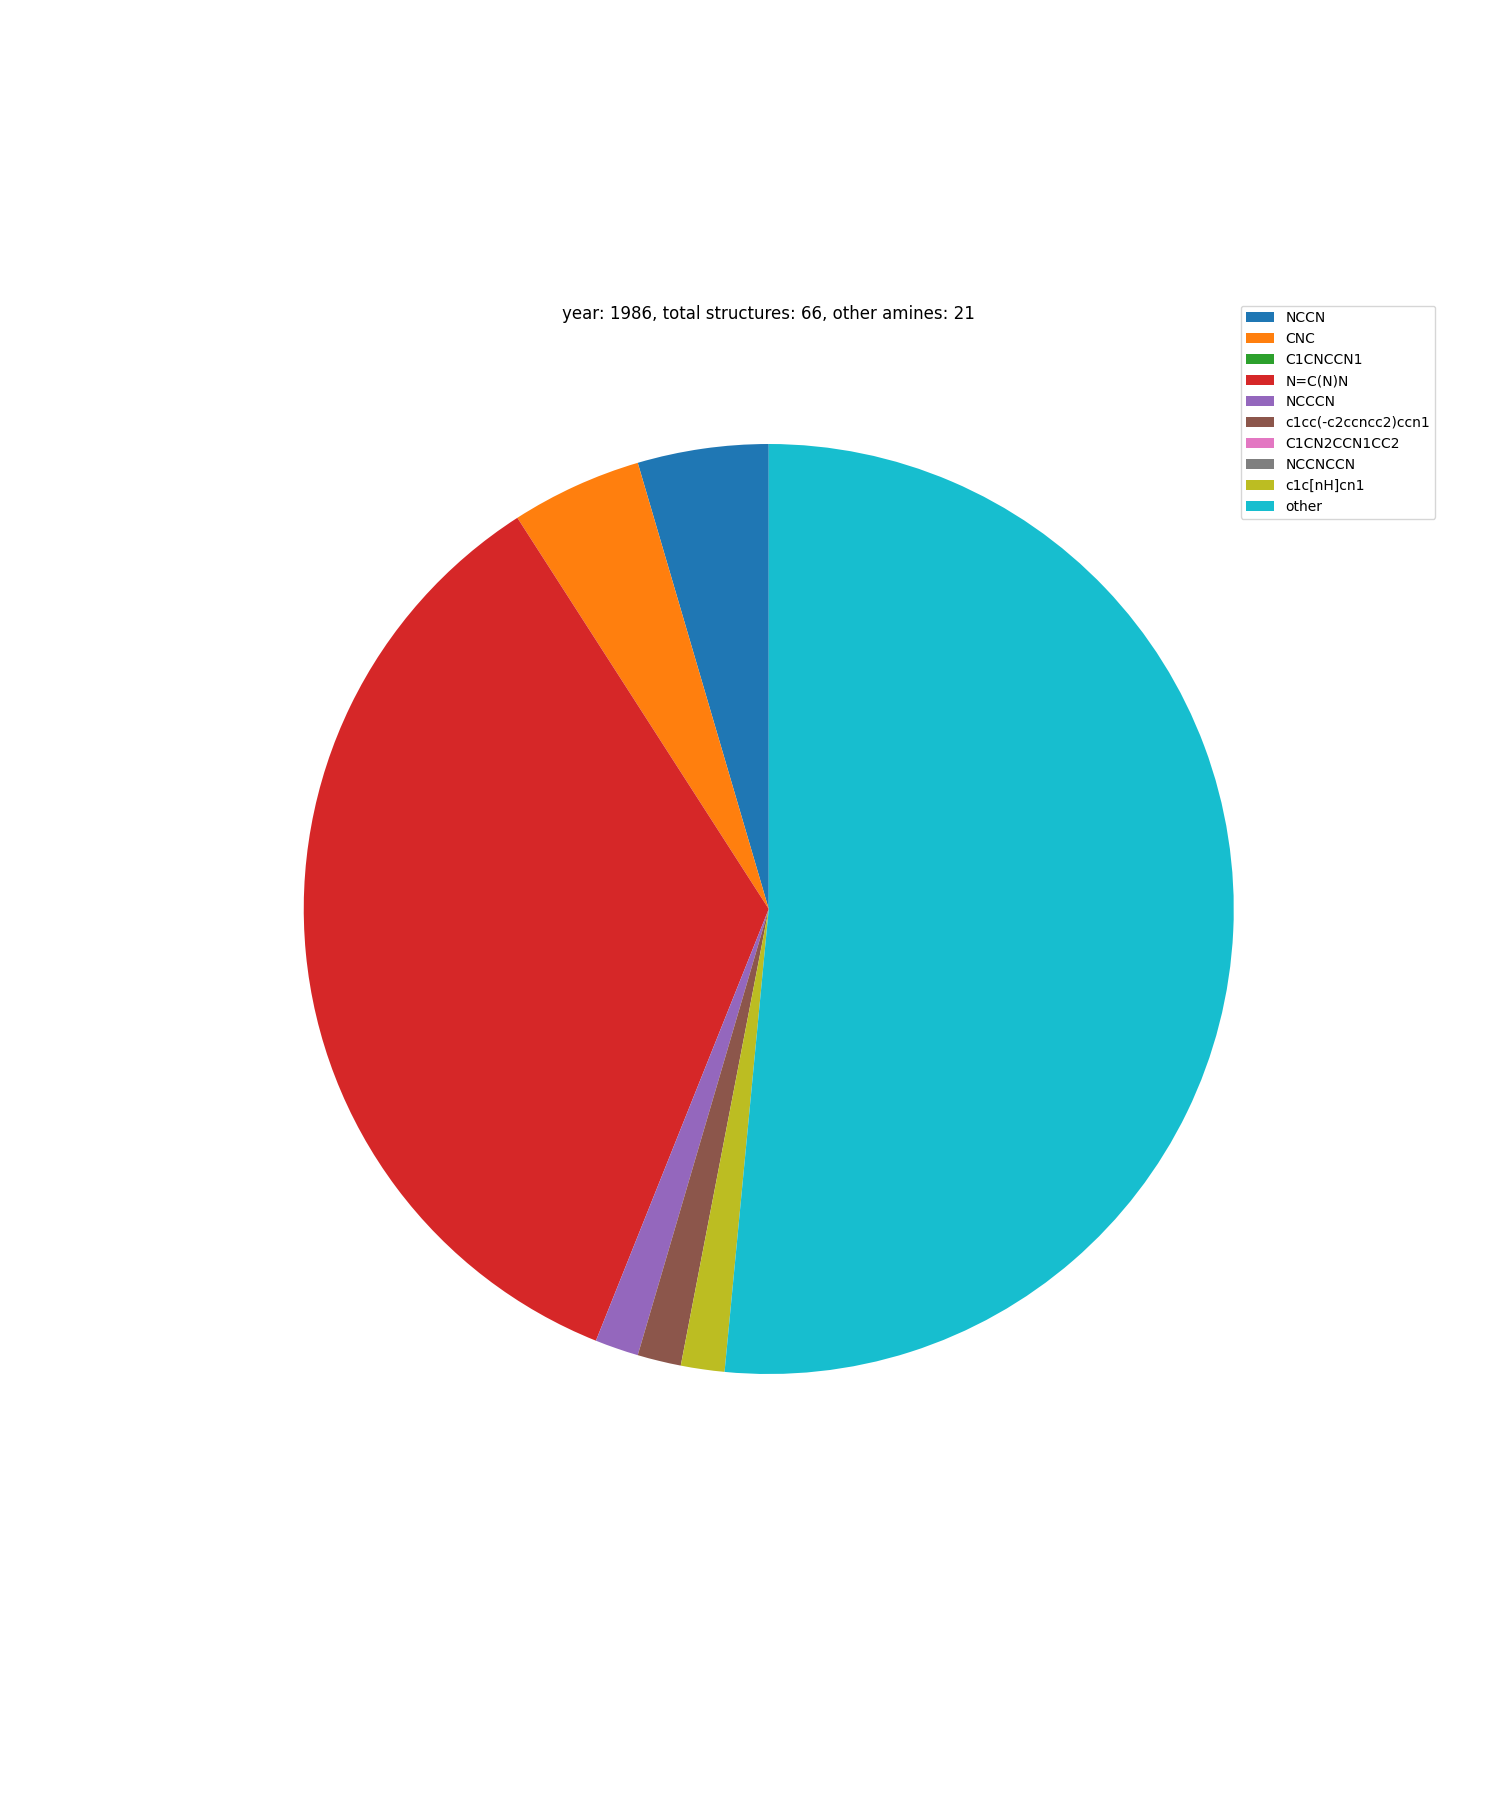 year: 1986, total structures: 66, other amines: 21
NCCN
CNC
C1CNCCN1
N=C(N)N
NCCCN
c1cc(-c2ccncc2)ccn1
C1CN2CCN1CC2
NCCNCCN
c1c[nH]cn1
other